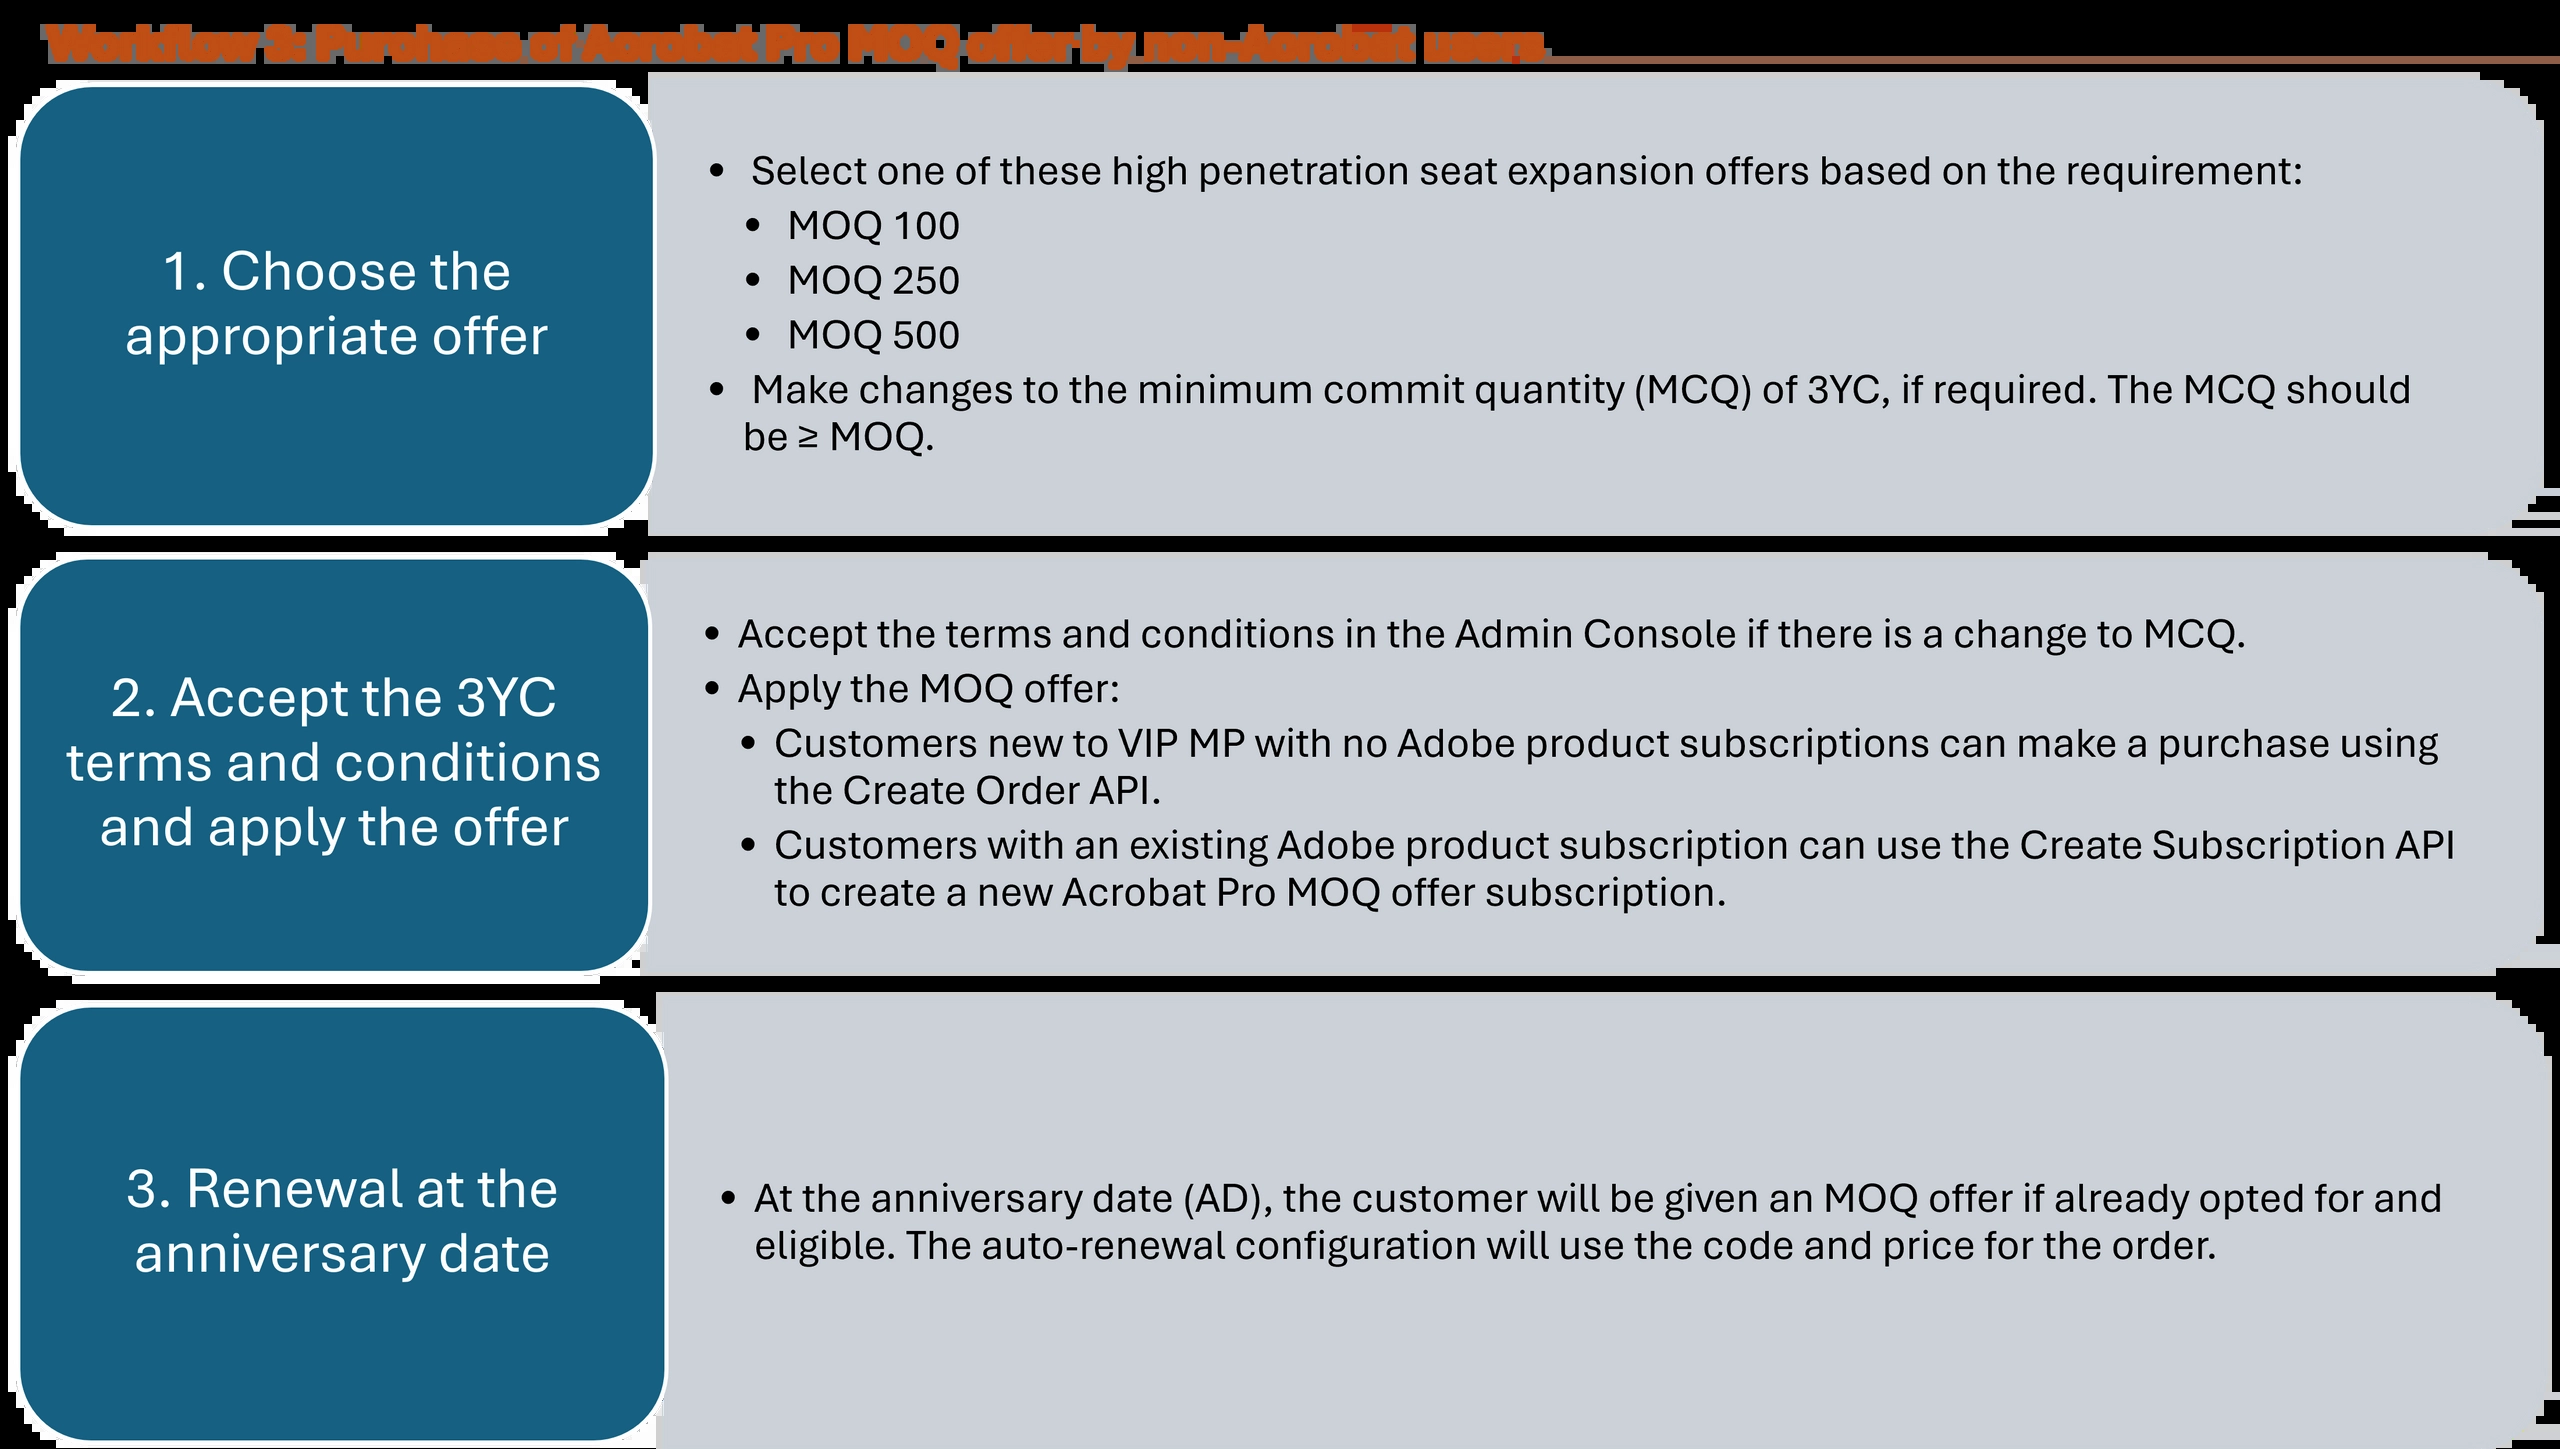 Workflow 3: Purchase of Acrobat Pro MOQ offer by non-Acrobat users
1. Choose the
appropriate offer
• Select one of these high penetration seat expansion offers based on the requirement:
• MOQ 100
• MOQ 250
• MOQ 500
• Make changes to the minimum commit quantity (MCQ) of 3YC, if required. The MCQ should
be ≥ MOQ.
2. Accept the 3YC
terms and conditions
and apply the offer
• Accept the terms and conditions in the Admin Console if there is a change to MCQ.
• Apply the MOQ offer:
• Customers new to VIP MP with no Adobe product subscriptions can make a purchase using
the Create Order API.
• Customers with an existing Adobe product subscription can use the Create Subscription API
to create a new Acrobat Pro MOQ offer subscription.
3. Renewal at the
anniversary date
• At the anniversary date (AD), the customer will be given an MOQ offer if already opted for and
eligible. The auto-renewal configuration will use the code and price for the order.